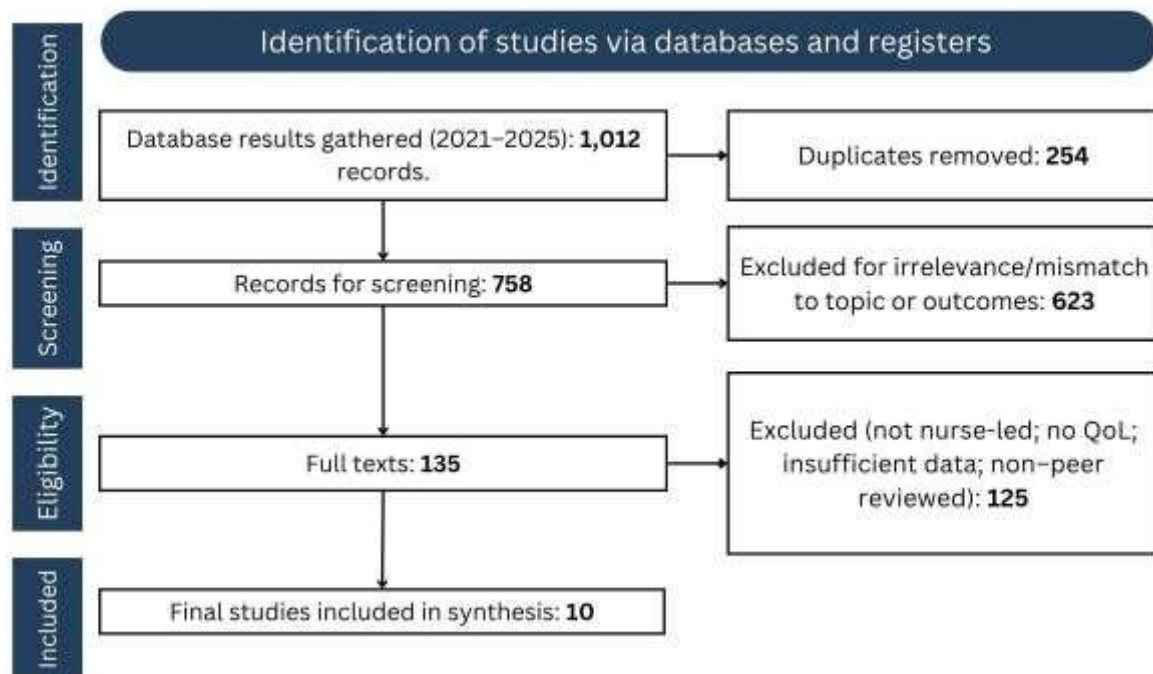 Identification of studies via databases and registers
Identification
Database results gathered (2021–2025): 1,012
records.
Duplicates removed: 254
Screening
Records for screening: 758
Excluded for irrelevance/mismatch
to topic or outcomes: 623
Eligibility
Full texts: 135
Excluded (not nurse-led; no QoL;
insufficient data; non–peer
reviewed): 125
Included
Final studies included in synthesis: 10